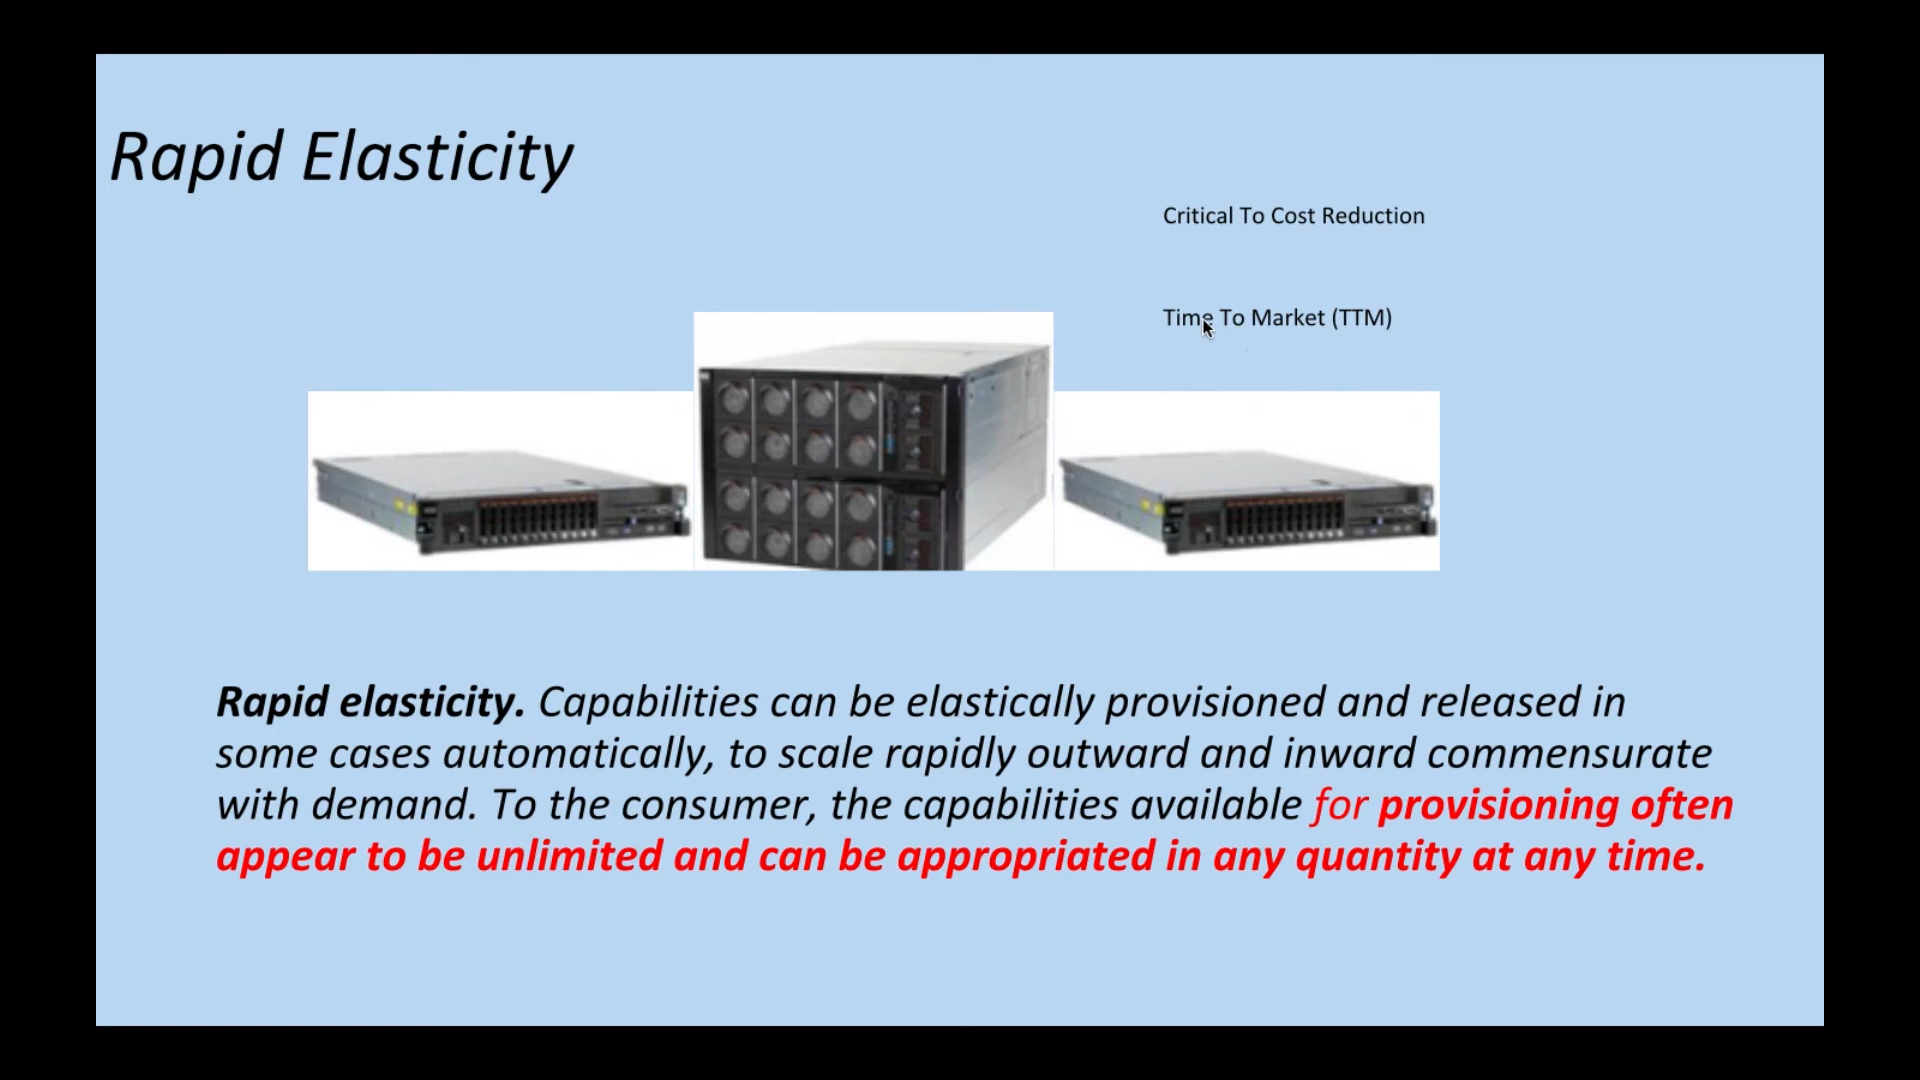 Rapid Elasticity
Critical To Cost Reduction
Time To Market (TTM)
Rapid elasticity. Capabilities can be elastically provisioned and released in
some cases automatically, to scale rapidly outward and inward commensurate
with demand. To the consumer, the capabilities available for provisioning often
appear to be unlimited and can be appropriated in any quantity at any time.